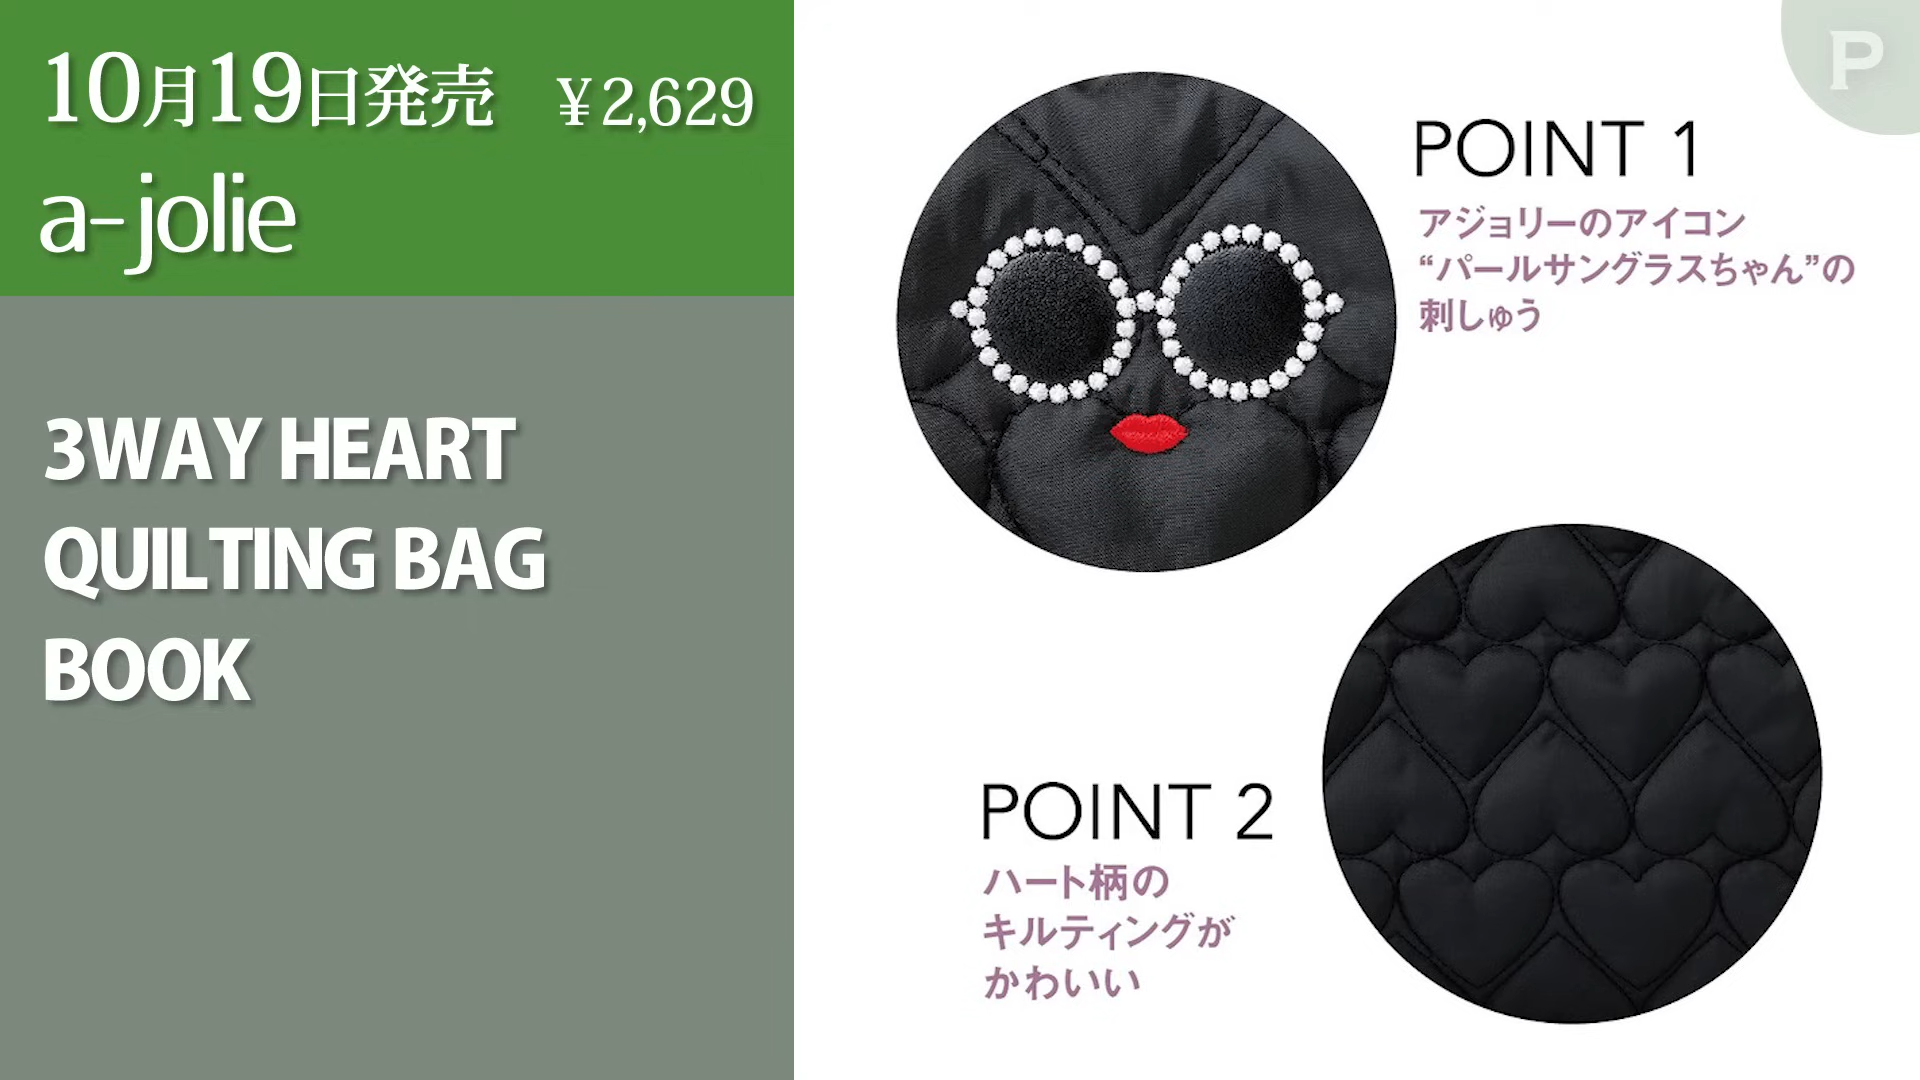 10月19日発売 ¥2,629
a-jolie
3WAY HEART
QUILTING BAG
BOOK
P
POINT 1
アジョリーのアイコン
“パールサングラスちゃん”の
刺しゅう
POINT 2
ハート柄の
キルティングが
かわいい